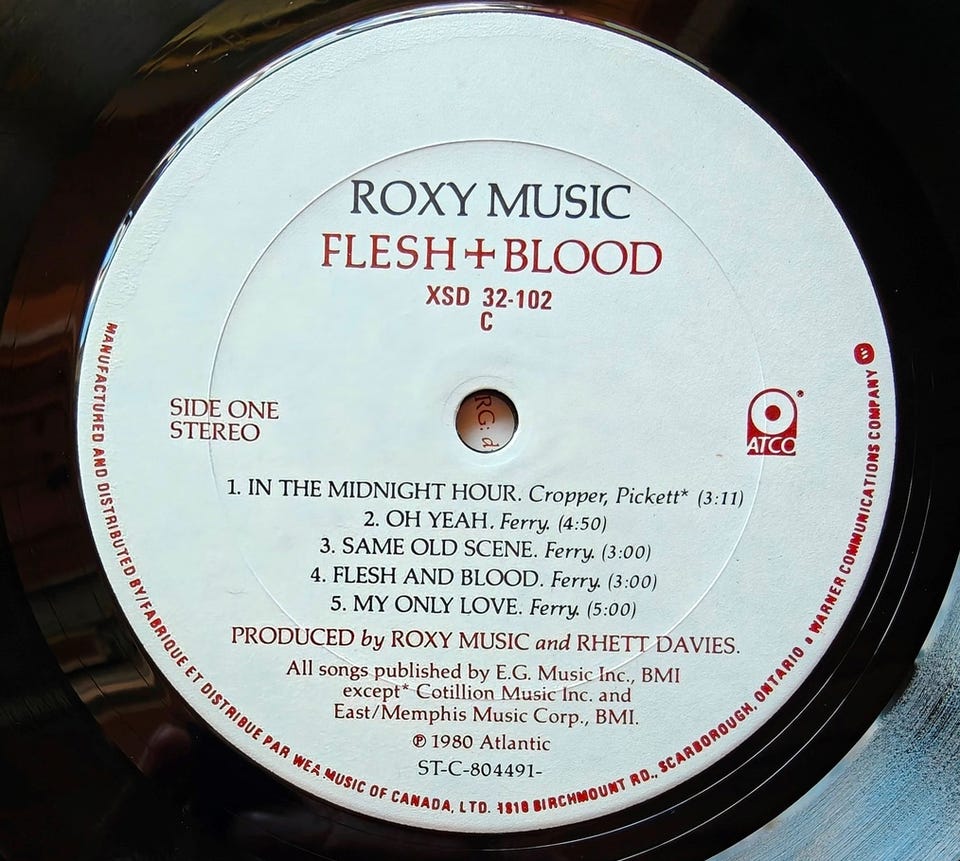 ROXY MUSIC
FLESH+BLOOD
XSD 32-102
C
SIDE ONE
STEREO
ATCO
®
1. IN THE MIDNIGHT HOUR. Cropper, Pickett* (3:11)
2. OH YEAH. Ferry. (4:50)
3. SAME OLD SCENE. Ferry. (3:00)
4. FLESH AND BLOOD. Ferry. (3:00)
5. MY ONLY LOVE. Ferry. (5:00)
PRODUCED by ROXY MUSIC and RHETT DAVIES.
All songs published by E.G. Music Inc., BMI
except* Cotillion Music Inc. and
East/Memphis Music Corp., BMI.
℗ 1980 Atlantic
ST-C-804491-
MANUFACTURED AND DISTRIBUTED BY/FABRIQUE ET DISTRIBUE PAR WEA MUSIC OF CANADA, LTD. 1810 BIRCHMOUNT RD., SCARBOROUGH, ONTARIO a WARNER COMMUNICATIONS COMPANY
RG: d